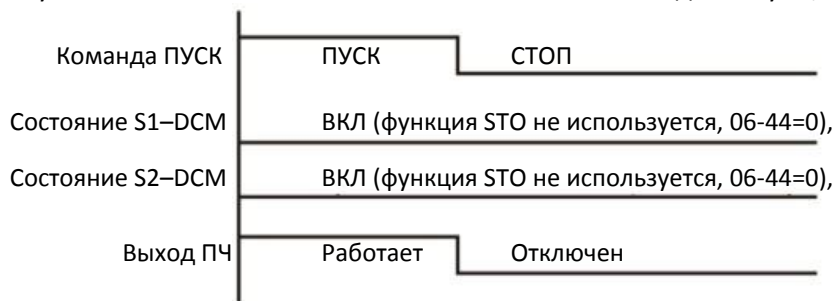 Команда ПУСК ПУСК СТОП
Состояние S1–DCM ВКЛ (функция STO не используется, 06-44=0),
Состояние S2–DCM ВКЛ (функция STO не используется, 06-44=0),
Выход ПЧ Работает Отключен